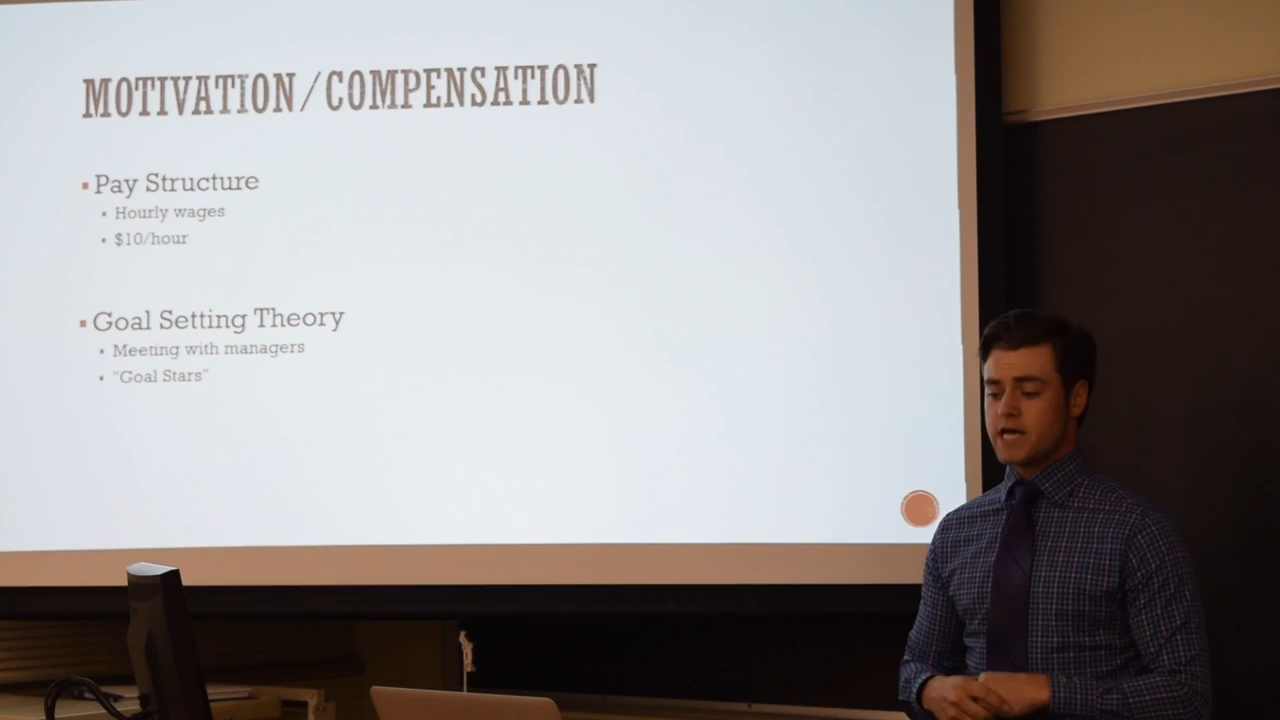 MOTIVATION/COMPENSATION
Pay Structure
Hourly wages
$10/hour
Goal Setting Theory
Meeting with managers
"Goal Stars"